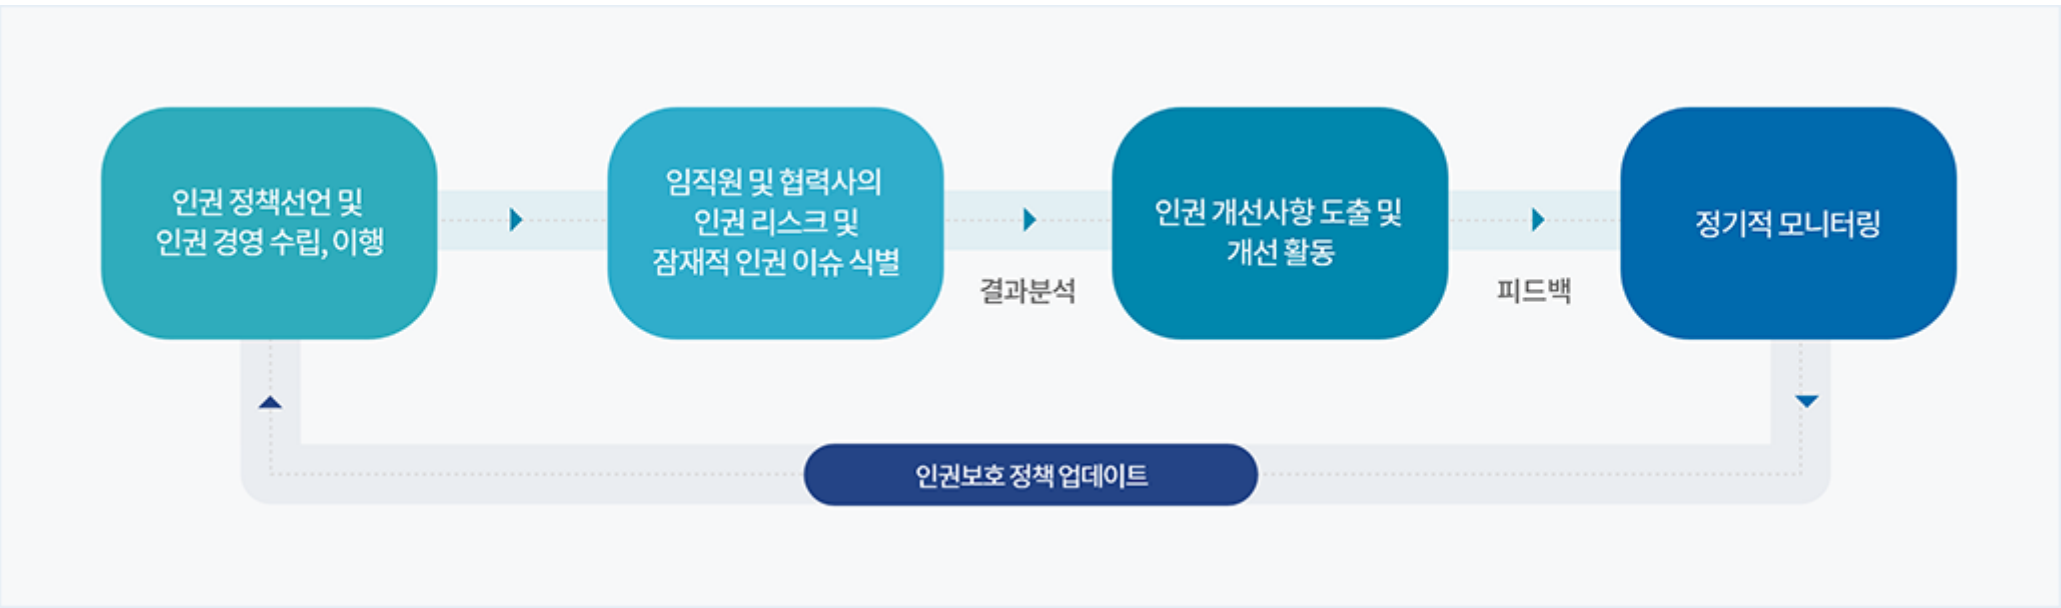 인권 정책선언 및
인권 경영 수립, 이행
임직원 및 협력사의
인권 리스크 및
잠재적 인권 이슈 식별
결과분석
인권 개선사항 도출 및
개선 활동
피드백
정기적 모니터링
인권보호 정책 업데이트